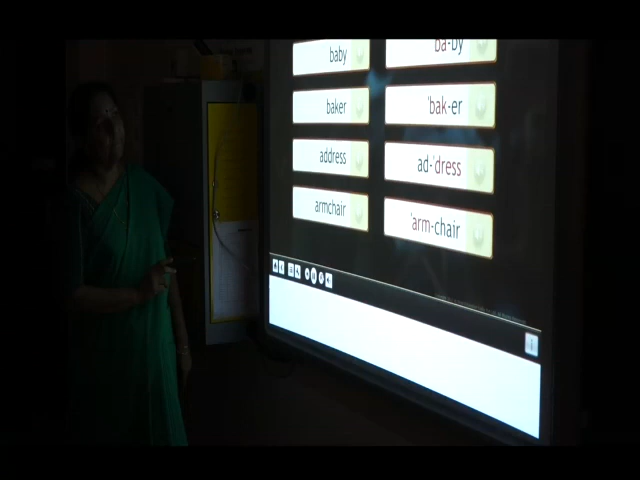 baby ba-by
baker 'bak-er
address ad-'dress
armchair 'arm-chair